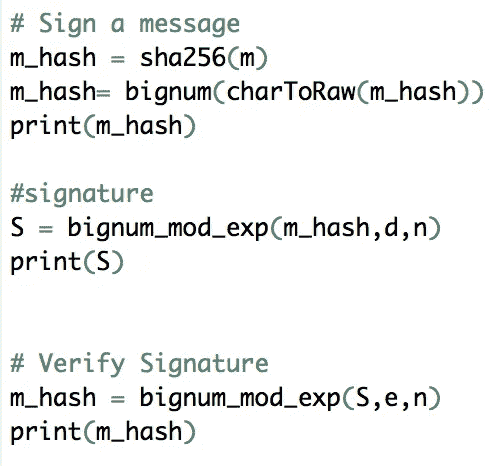 # Sign a message
m_hash = sha256(m)
m_hash= bignum(charToRaw(m_hash))
print(m_hash)
#signature
S = bignum_mod_exp(m_hash,d,n)
print(S)
# Verify Signature
m_hash = bignum_mod_exp(S,e,n)
print(m_hash)